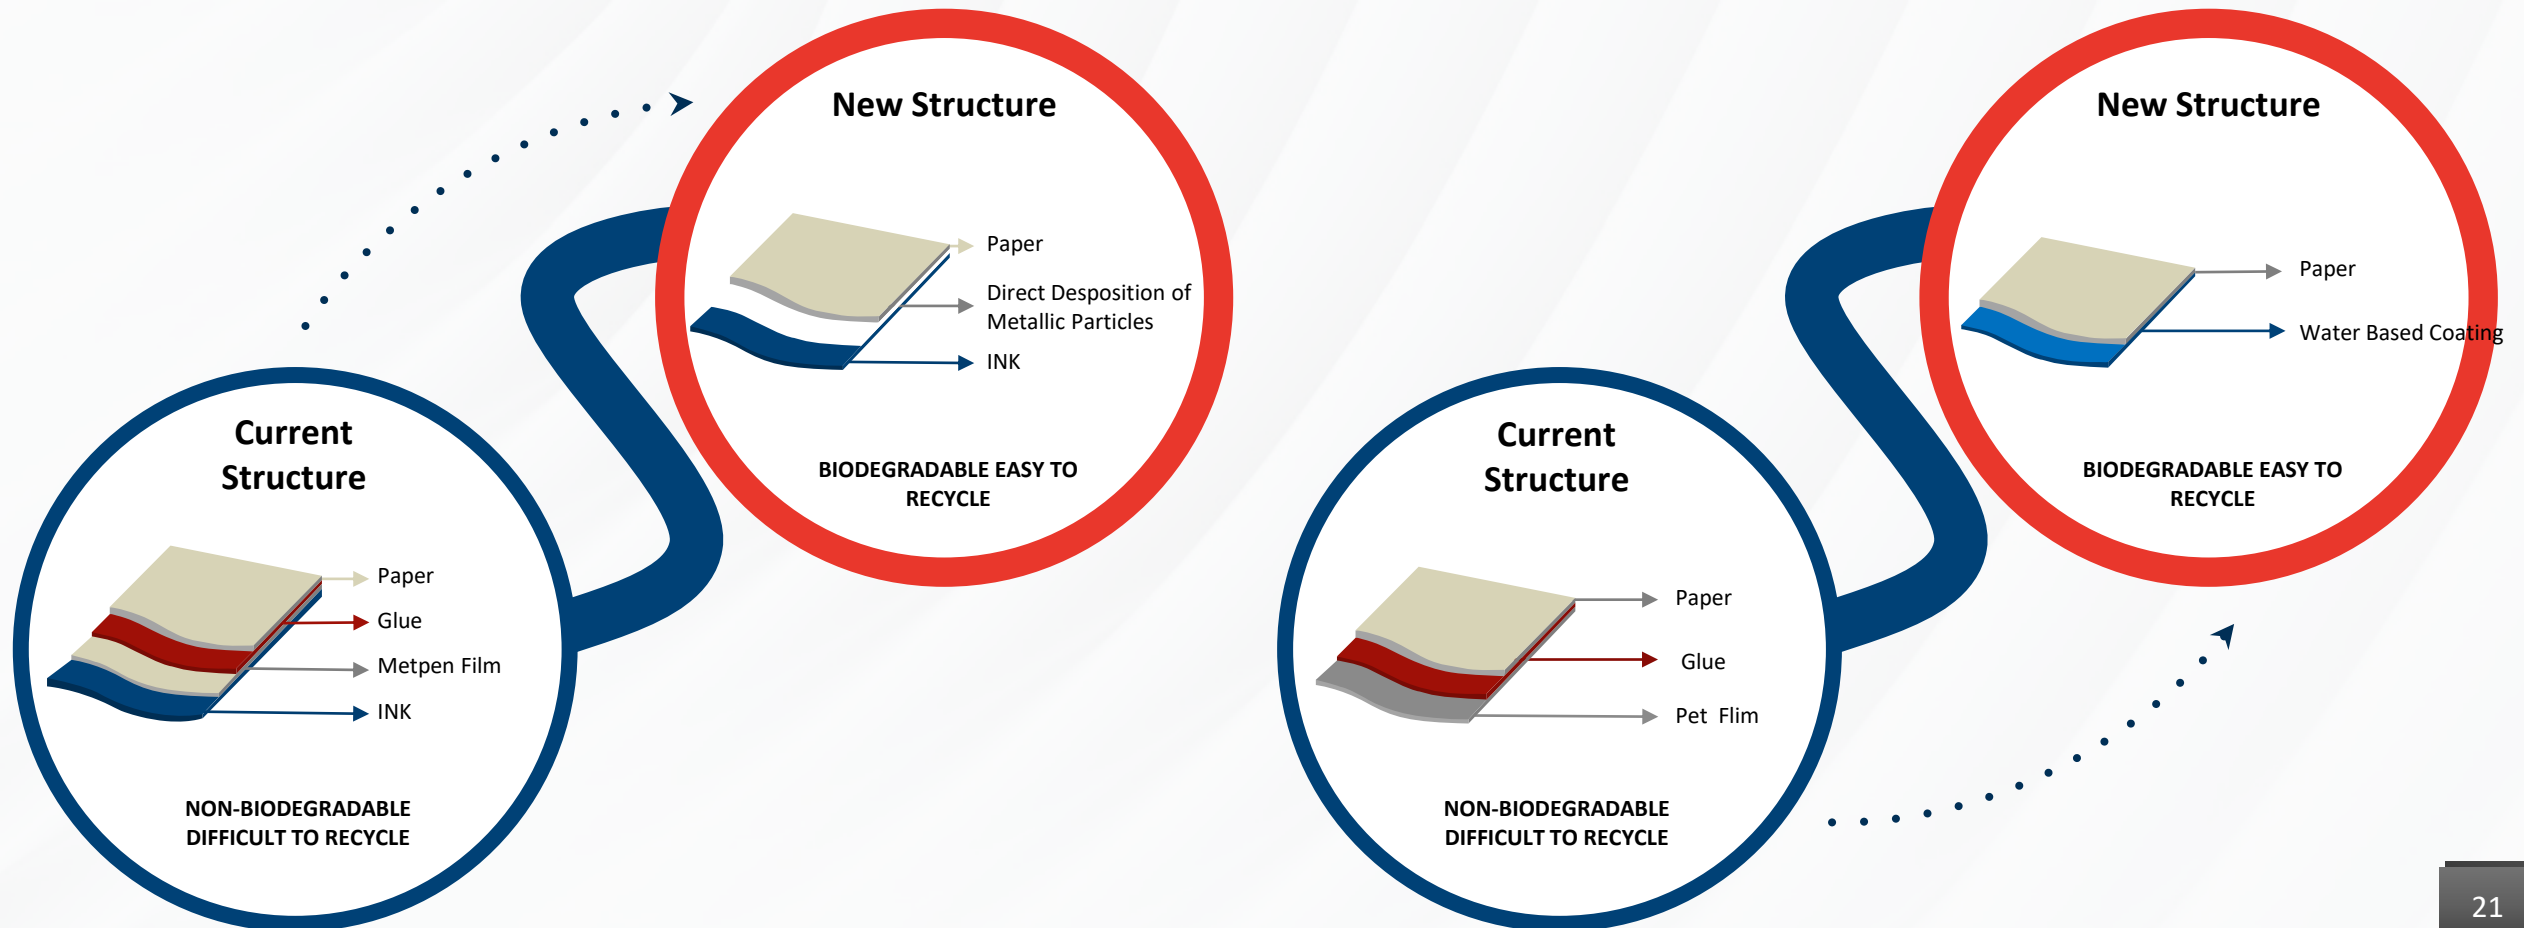 New Structure
Paper
Direct Desposition of
Metallic Particles
INK
BIODEGRADABLE EASY TO
RECYCLE
Current
Structure
Paper
Glue
Metpen Film
INK
NON-BIODEGRADABLE
DIFFICULT TO RECYCLE
New Structure
Paper
Water Based Coating
BIODEGRADABLE EASY TO
RECYCLE
Current
Structure
Paper
Glue
Pet Flim
NON-BIODEGRADABLE
DIFFICULT TO RECYCLE
21